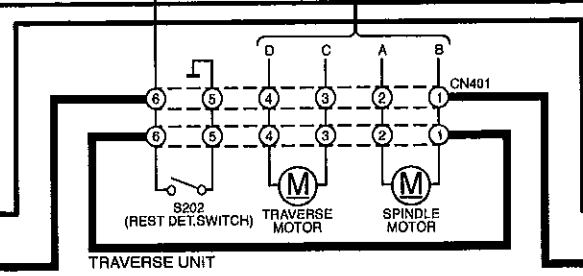 D C A B
CN401
6 5 4 3 2 1
6 5 4 3 2 1
M M
S202
(REST DET,SWITCH)
TRAVERSE
MOTOR
SPINDLE
MOTOR
TRAVERSE UNIT